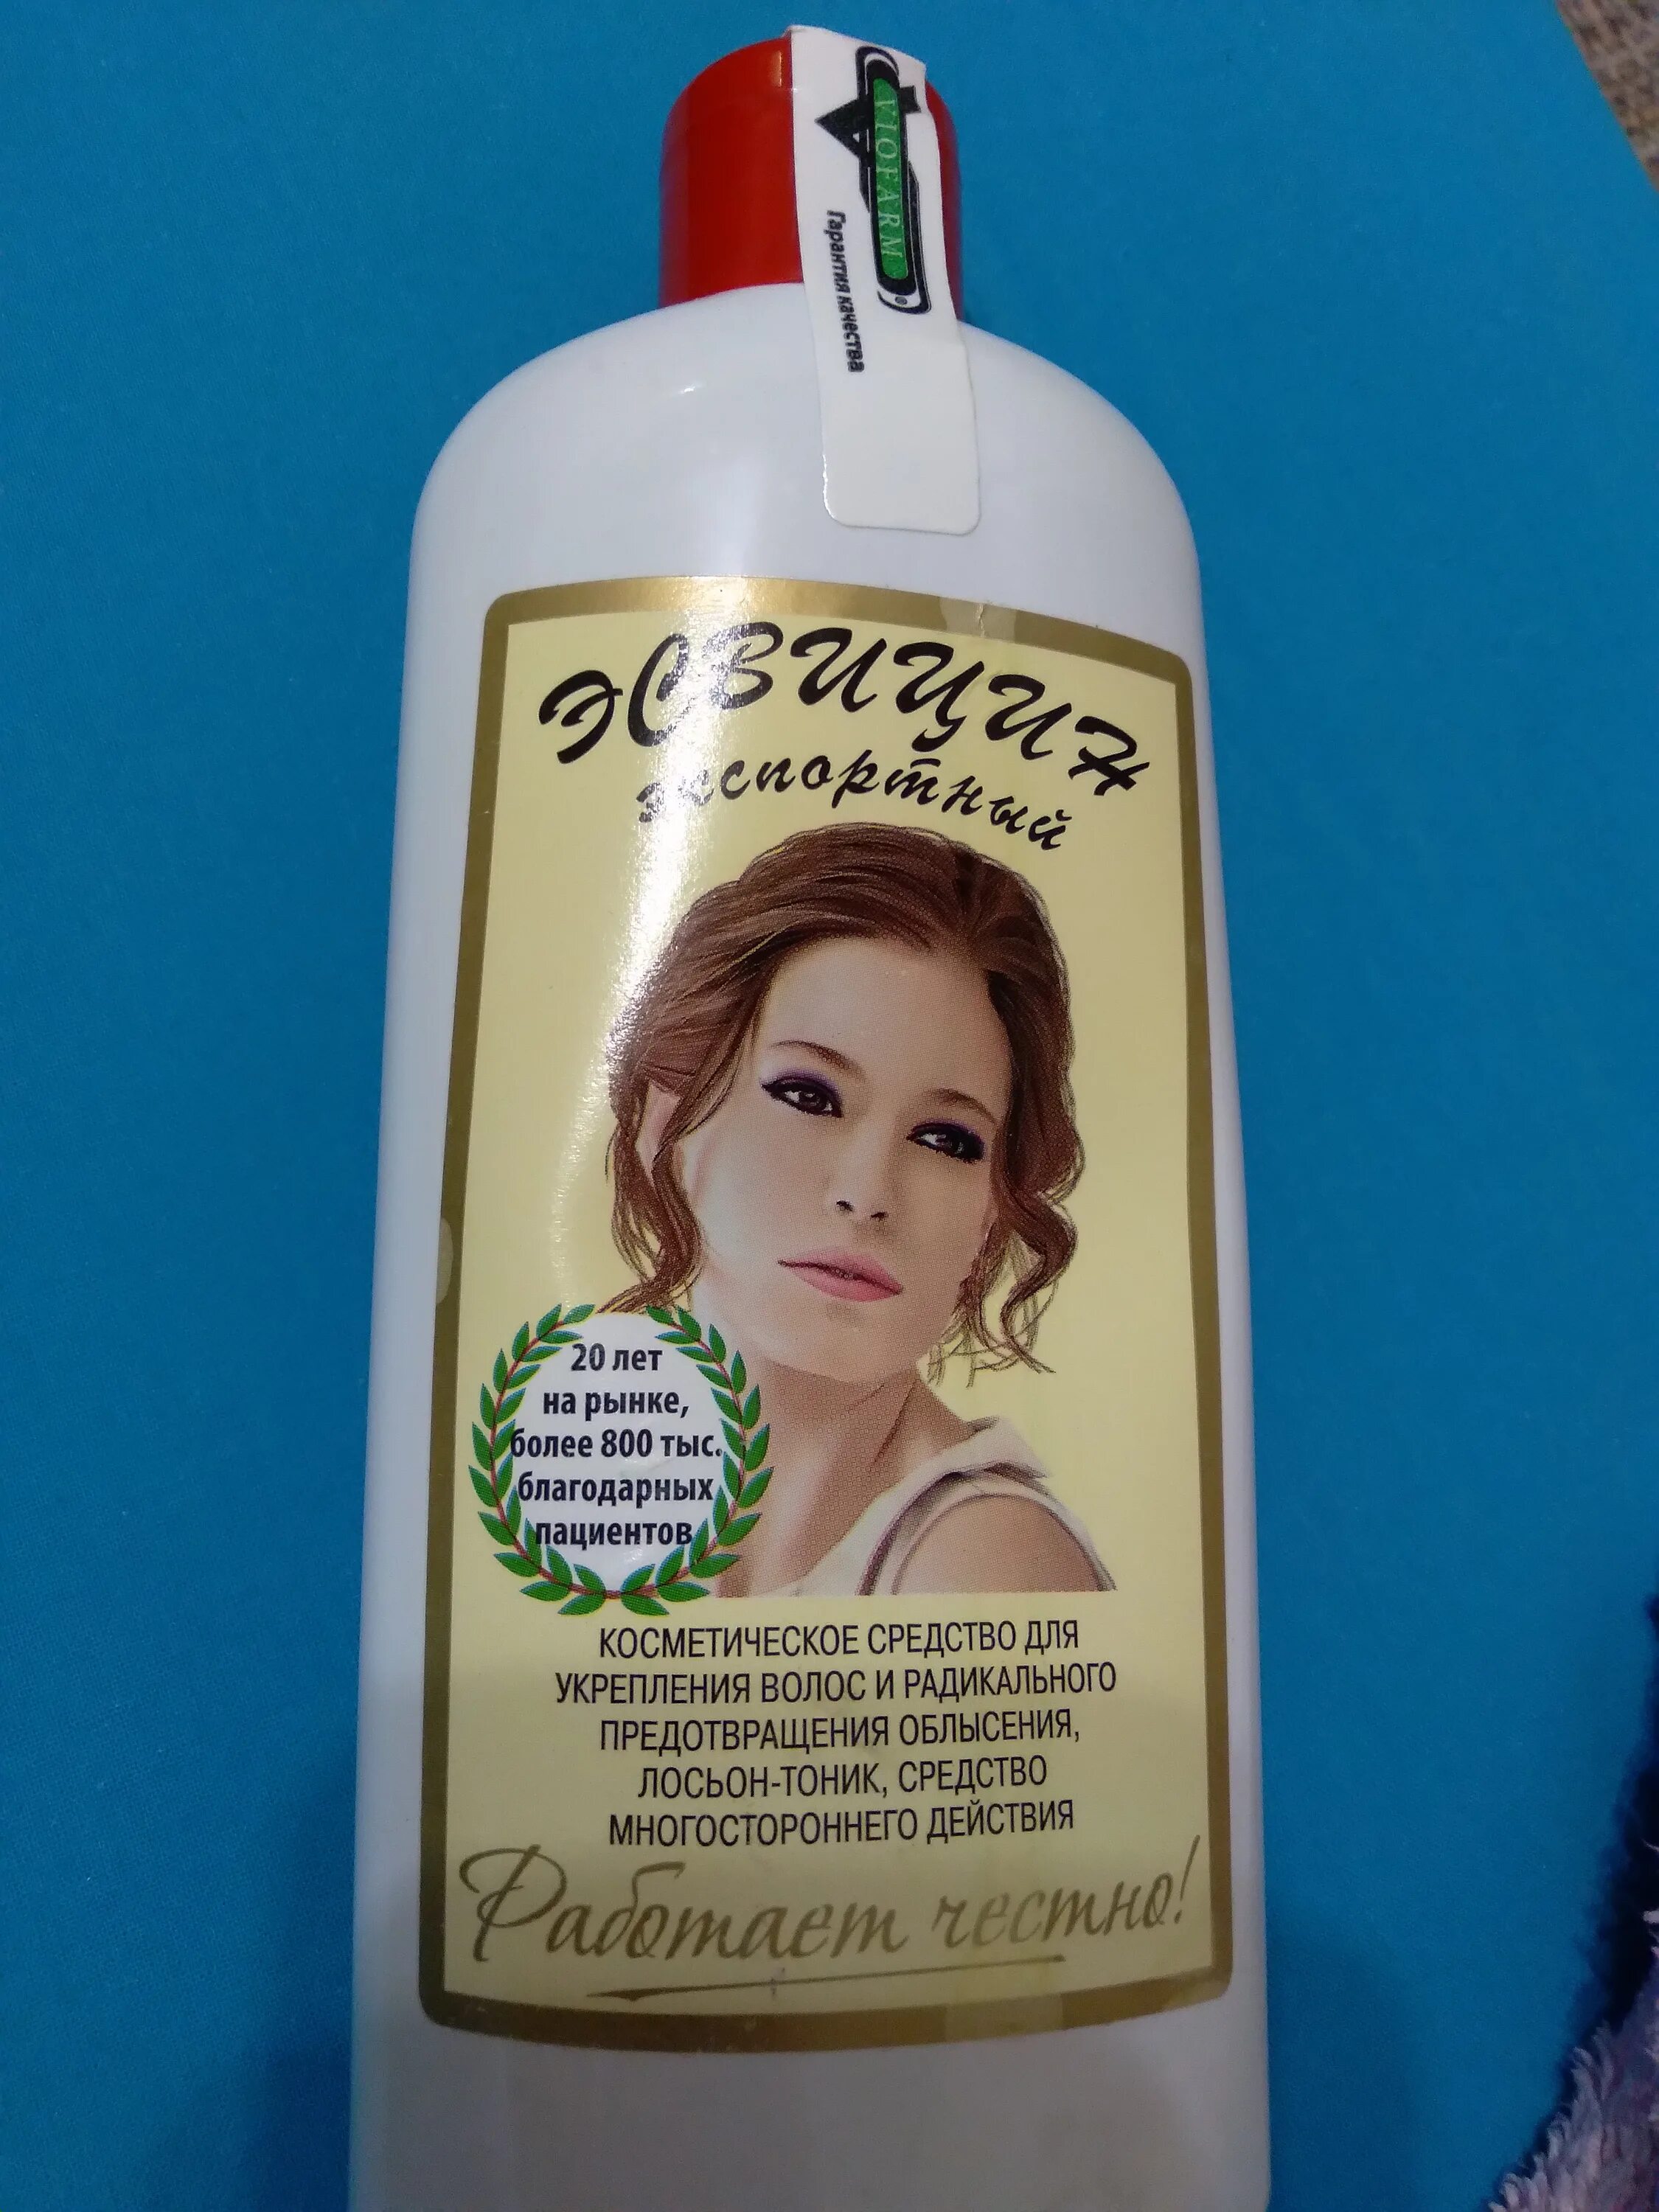 VIOFARM
®
Гарантия качества
ЭСВИЦИН
экспортный
20 лет
на рынке,
более 800 тыс.
благодарных
пациентов
КОСМЕТИЧЕСКОЕ СРЕДСТВО ДЛЯ
УКРЕПЛЕНИЯ ВОЛОС И РАДИКАЛЬНОГО
ПРЕДОТВРАЩЕНИЯ ОБЛЫСЕНИЯ,
ЛОСЬОН-ТОНИК, СРЕДСТВО
МНОГОСТОРОННЕГО ДЕЙСТВИЯ
Работает честно!